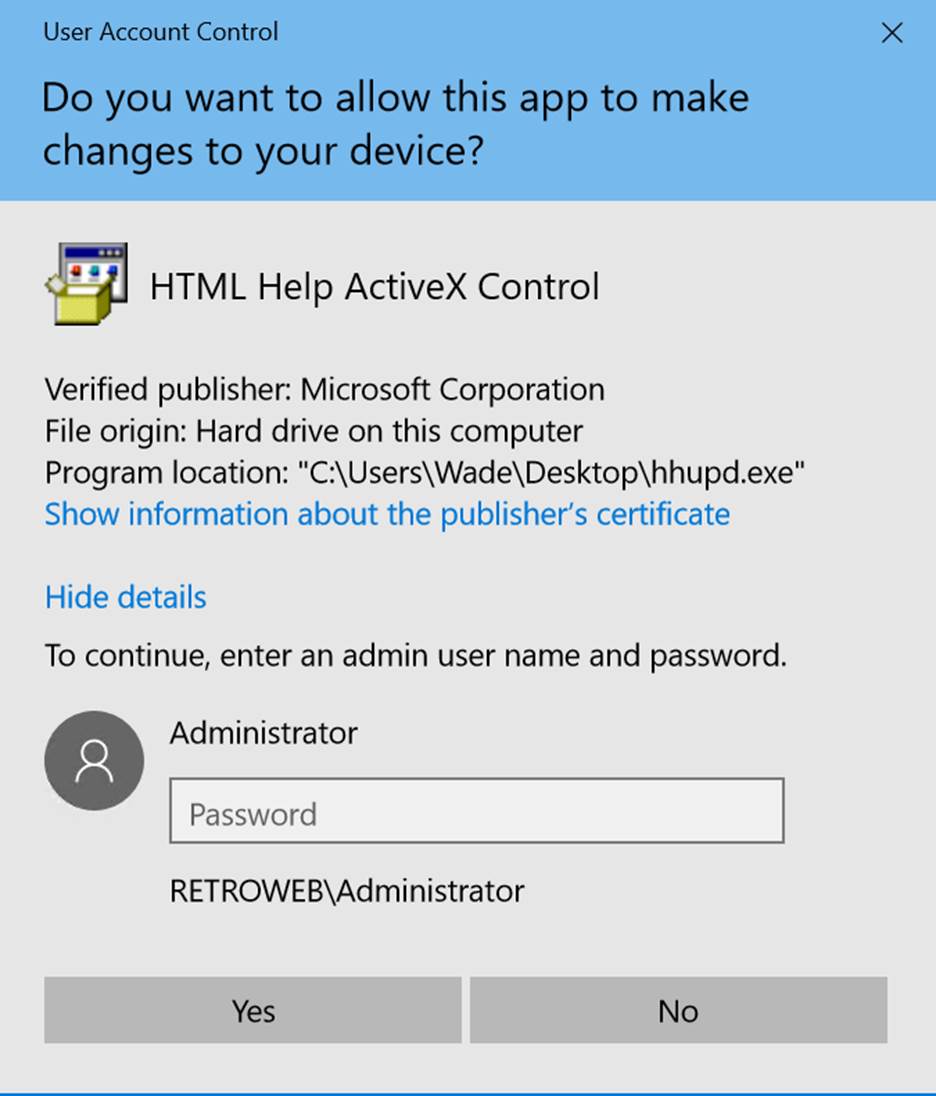 User Account Control
Do you want to allow this app to make
changes to your device?
HTML Help ActiveX Control
Verified publisher: Microsoft Corporation
File origin: Hard drive on this computer
Program location: "C:\Users\Wade\Desktop\hhupd.exe"
Show information about the publisher’s certificate
Hide details
To continue, enter an admin user name and password.
Administrator
Password
RETROWEB\Administrator
Yes
No